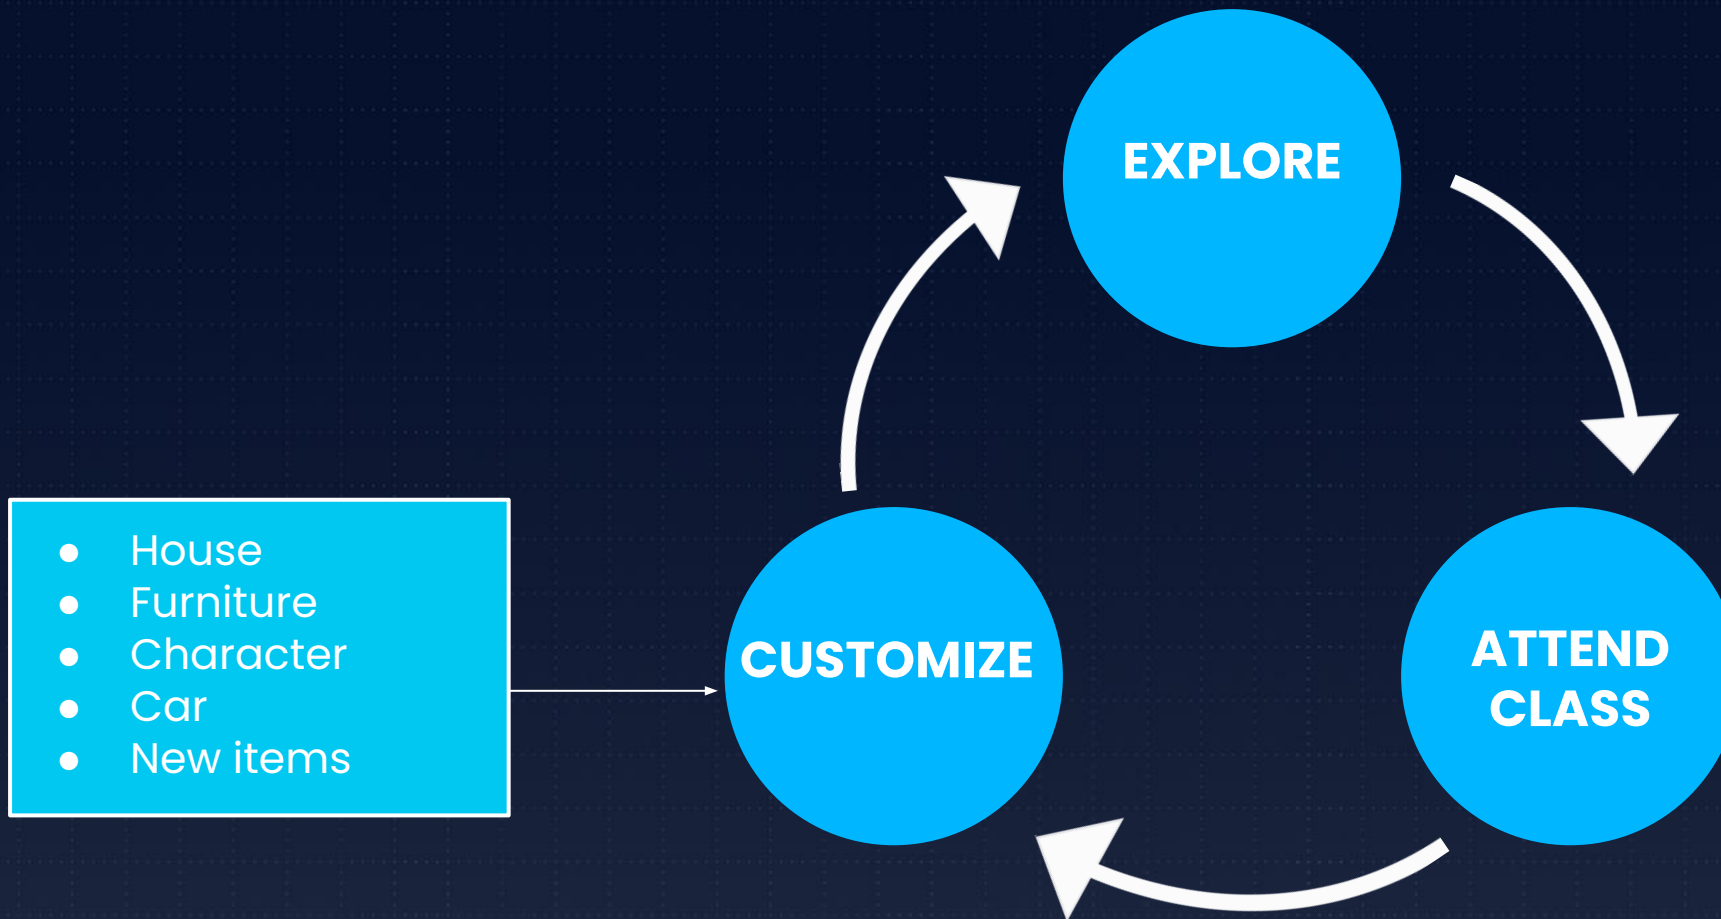 EXPLORE
● House
● Furniture
● Character
● Car
● New items
CUSTOMIZE
ATTEND
CLASS